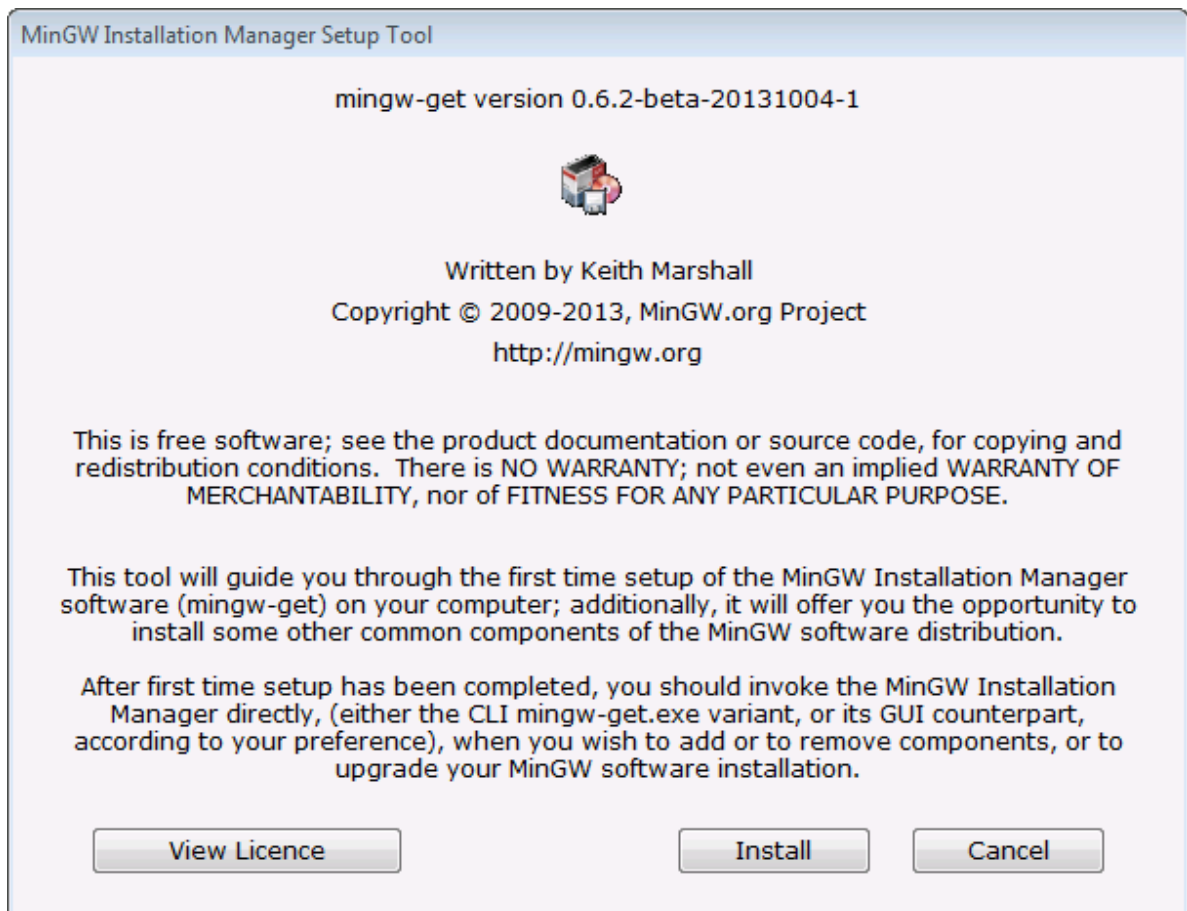 MinGW Installation Manager Setup Tool
mingw-get version 0.6.2-beta-20131004-1
Written by Keith Marshall
Copyright © 2009-2013, MinGW.org Project
http://mingw.org
This is free software; see the product documentation or source code, for copying and
redistribution conditions.  There is NO WARRANTY; not even an implied WARRANTY OF
MERCHANTABILITY, nor of FITNESS FOR ANY PARTICULAR PURPOSE.
This tool will guide you through the first time setup of the MinGW Installation Manager
software (mingw-get) on your computer; additionally, it will offer you the opportunity to
install some other common components of the MinGW software distribution.
After first time setup has been completed, you should invoke the MinGW Installation
Manager directly, (either the CLI mingw-get.exe variant, or its GUI counterpart,
according to your preference), when you wish to add or to remove components, or to
upgrade your MinGW software installation.
View Licence
Install
Cancel